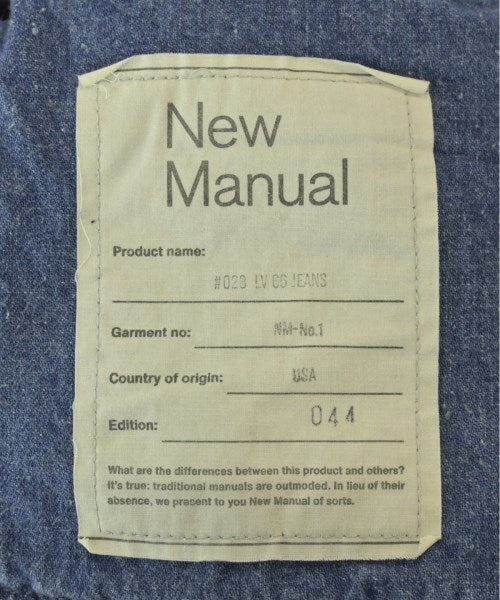 New
Manual
Product name:
#023 LV 66 JEANS
Garment no: NM-No.1
Country of origin: USA
Edition: 044
What are the differences between this product and others?
It's true: traditional manuals are outmoded. In lieu of their
absence, we present to you New Manual of sorts.